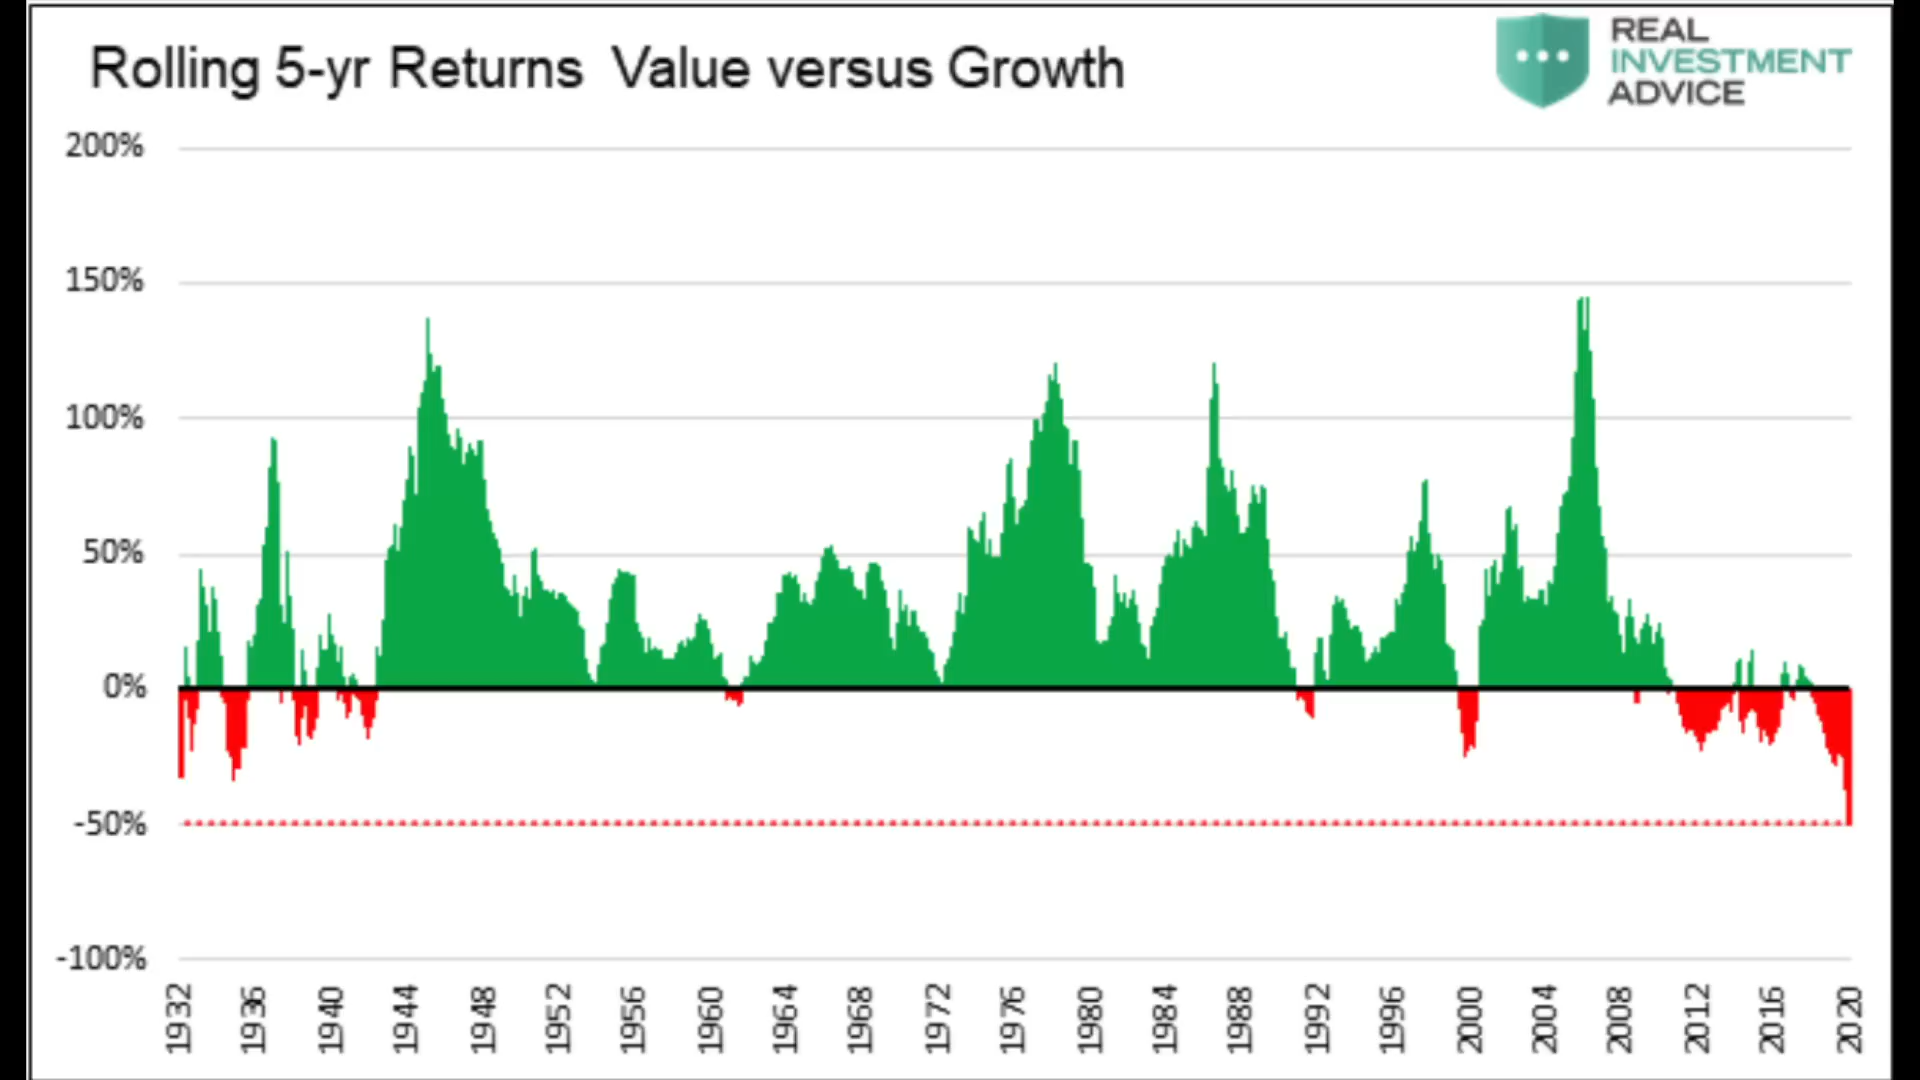 Rolling 5-yr Returns Value versus Growth
REAL
INVESTMENT
ADVICE
200%
150%
100%
50%
0%
-50%
-100%
1932 1936 1940 1944 1948 1952 1956 1960 1964 1968 1972 1976 1980 1984 1988 1992 1996 2000 2004 2008 2012 2016 2020